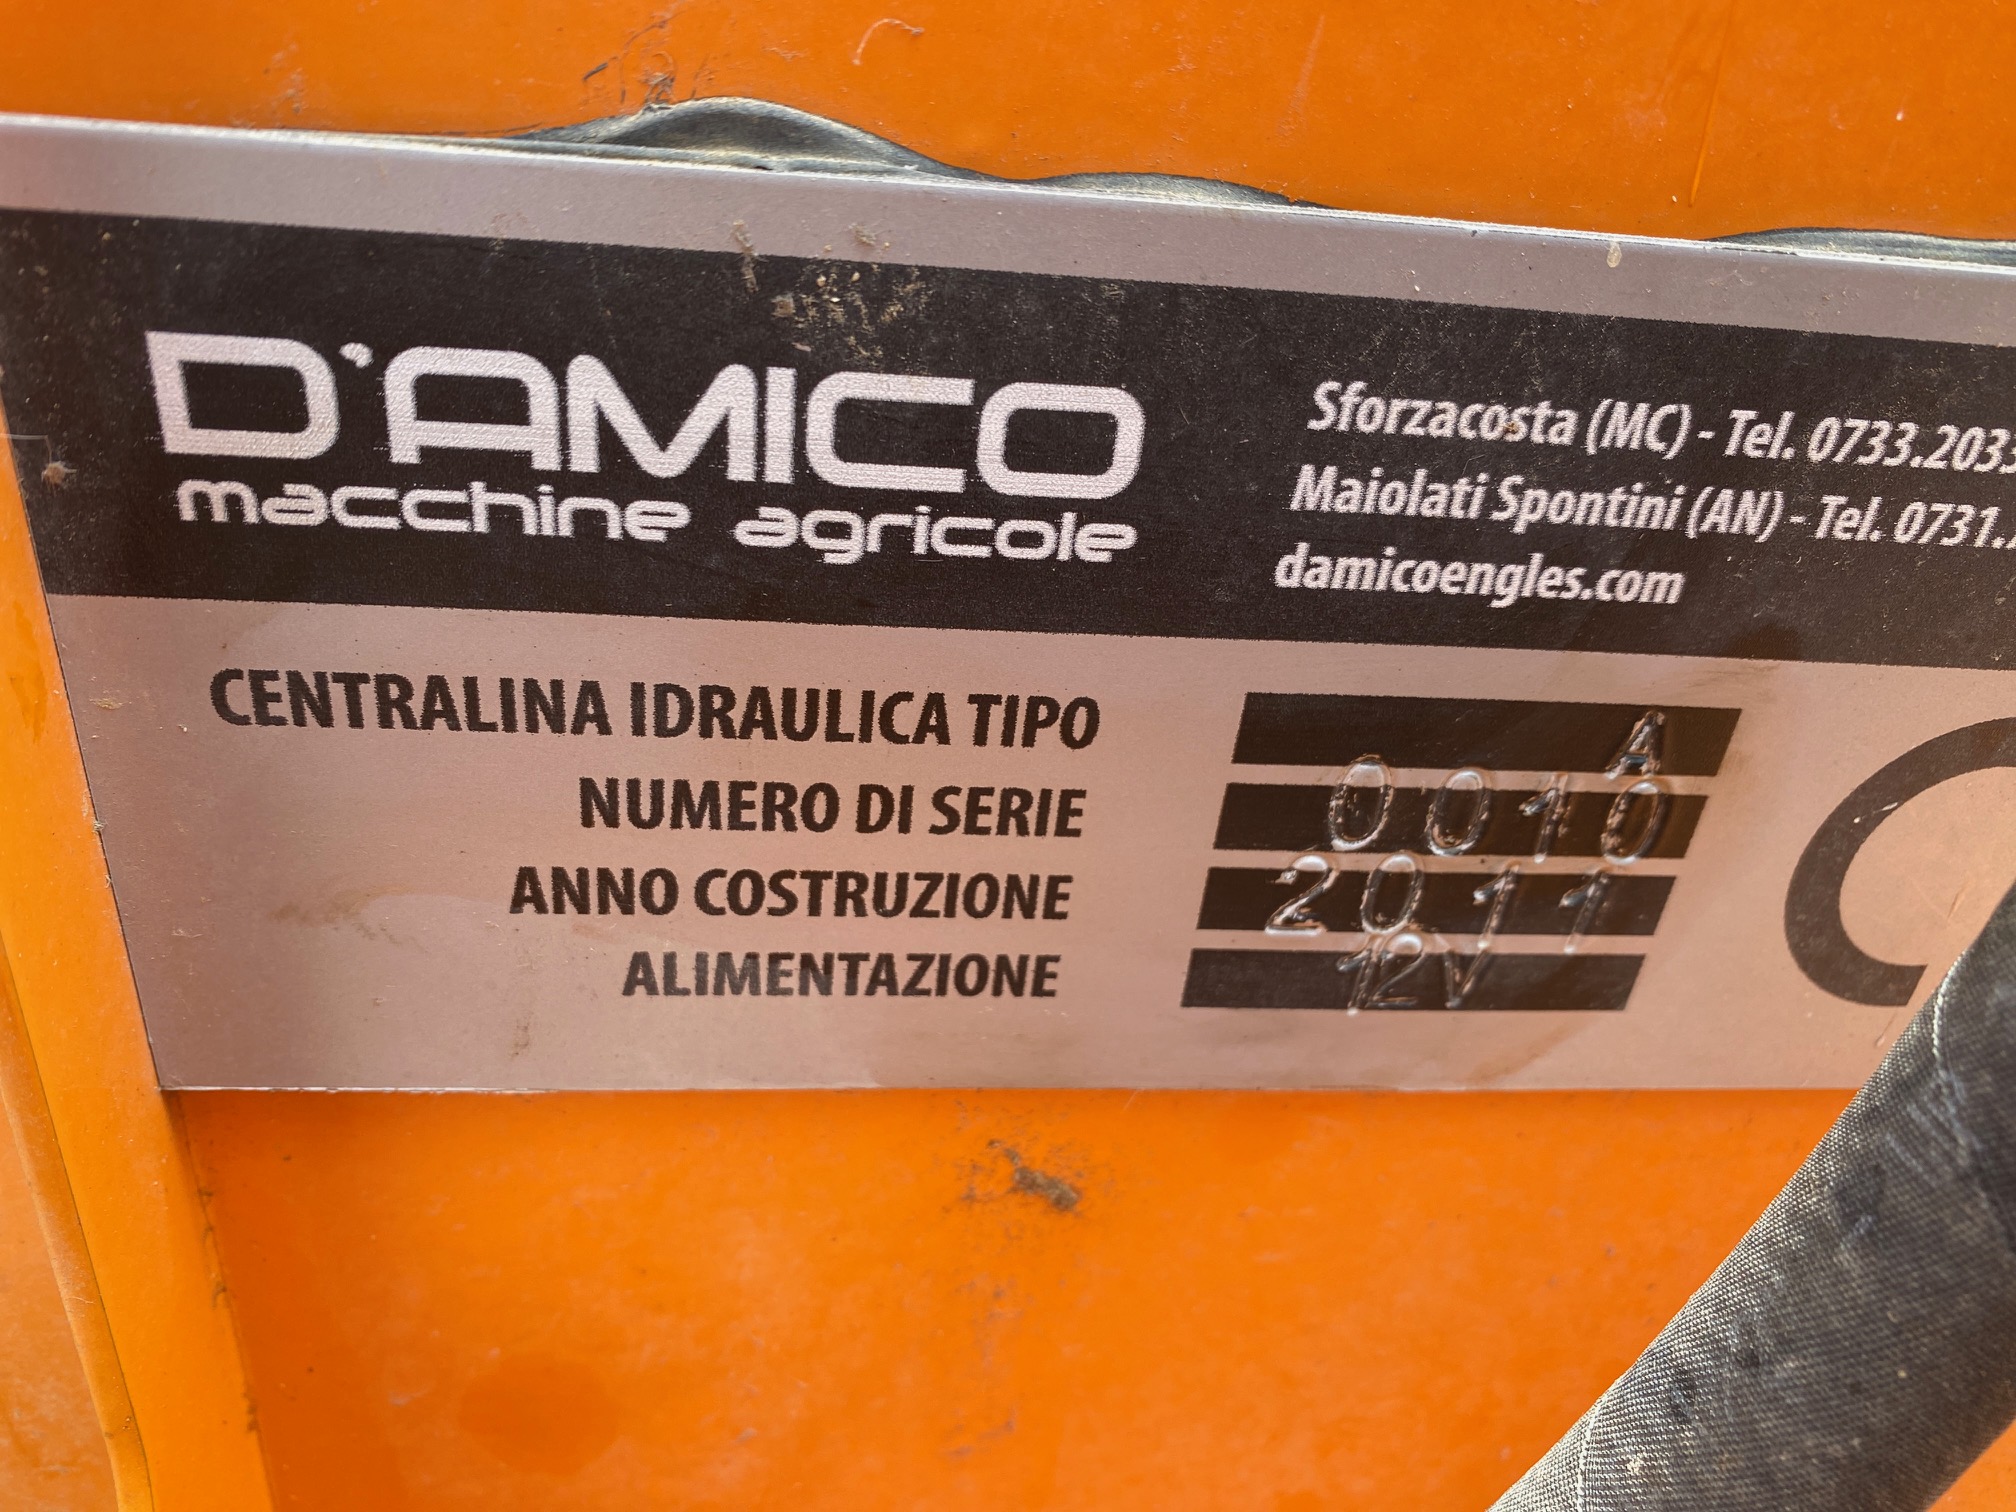 D'AMICO
macchine agricole
Sforzacosta (MC) - Tel. 0733.2033
Maiolati Spontini (AN) - Tel. 0731.
damicoengles.com
CENTRALINA IDRAULICA TIPO A
NUMERO DI SERIE 0010
ANNO COSTRUZIONE 2011
ALIMENTAZIONE 12V